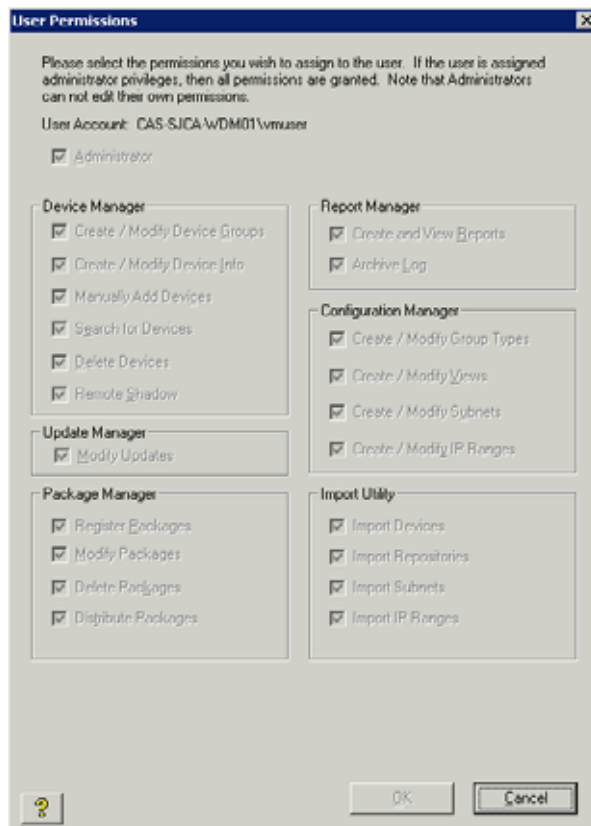 User Permissions
Please select the permissions you wish to assign to the user. If the user is assigned
administrator privileges, then all permissions are granted. Note that Administrators
can not edit their own permissions.
User Account: CAS-SJCA-WDM01\vmuser
Administrator
Device Manager
Create / Modify Device Groups
Create / Modify Device Info
Manually Add Devices
Search for Devices
Delete Devices
Remote Shadow
Update Manager
Modify Updates
Package Manager
Register Packages
Modify Packages
Delete Packages
Distribute Packages
Report Manager
Create and View Reports
Archive Log
Configuration Manager
Create / Modify Group Types
Create / Modify Views
Create / Modify Subnets
Create / Modify IP Ranges
Import Utility
Import Devices
Import Repositories
Import Subnets
Import IP Ranges
?
OK
Cancel